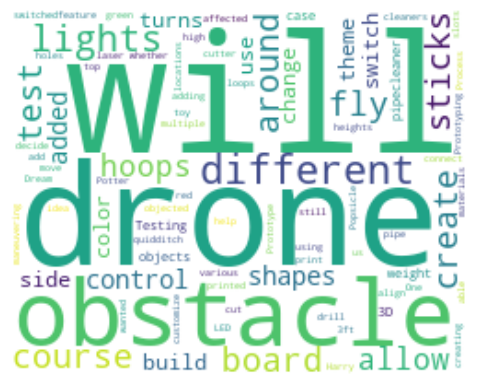 switchedfeature green turns affected cleaners slots
lights high case theme switch sticks
holes laser whether cutter use around change pipecleaner Process Prototyping
test added top locations loops fly
decide adding toy heights
add multiple connect
move hoops different
Dream Will
drone
maneuvering idea color Potter red objected Popsicle still create materials
Testing help Prototype using pipe us
quidditch print
side control objects shapes various printed weight One able
customize wanted LED cut drill 3ft 3D align creating
obstacle
course build board Harry allow